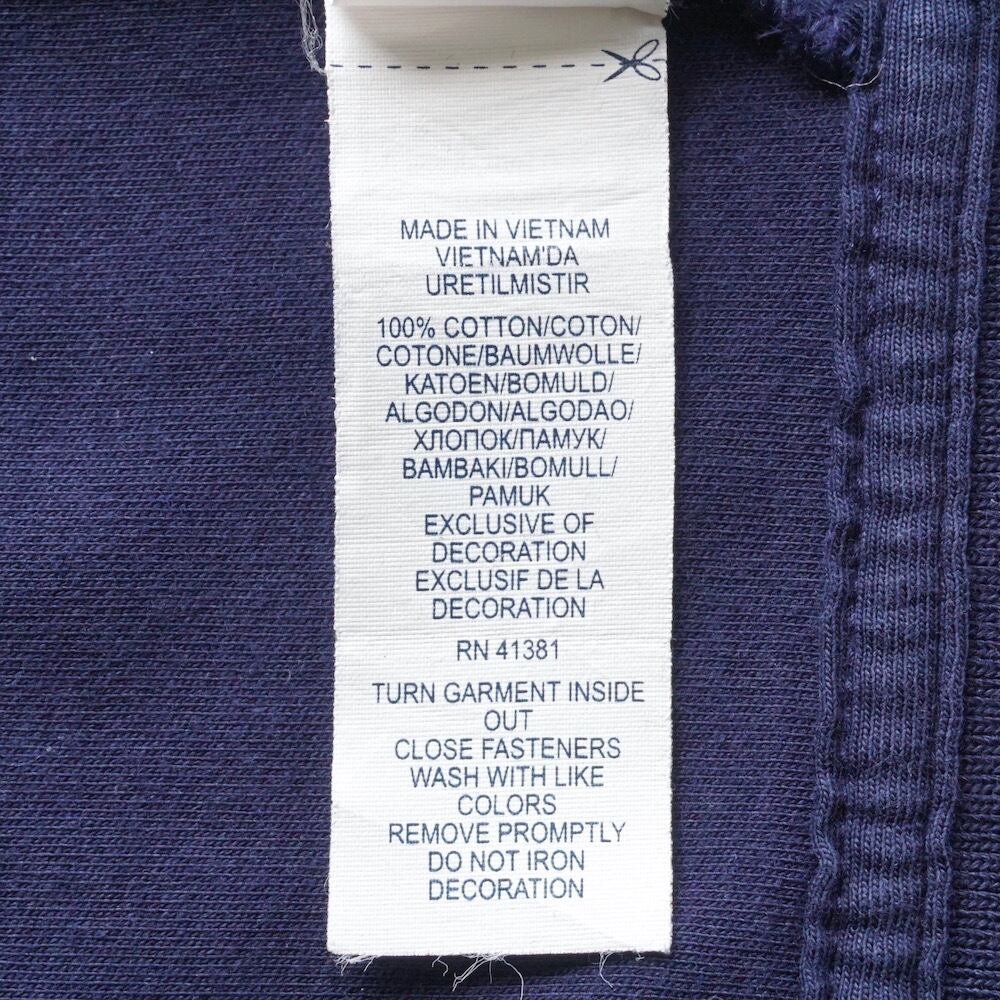 MADE IN VIETNAM
VIETNAM'DA
URETILMISTIR
100% COTTON/COTON/
COTONE/BAUMWOLLE/
KATOEN/BOMULD/
ALGODON/ALGODAO/
ХЛОПОК/ПАМУК/
BAMBAKI/BOMULL/
PAMUK
EXCLUSIVE OF
DECORATION
EXCLUSIF DE LA
DECORATION
RN 41381
TURN GARMENT INSIDE
OUT
CLOSE FASTENERS
WASH WITH LIKE
COLORS
REMOVE PROMPTLY
DO NOT IRON
DECORATION